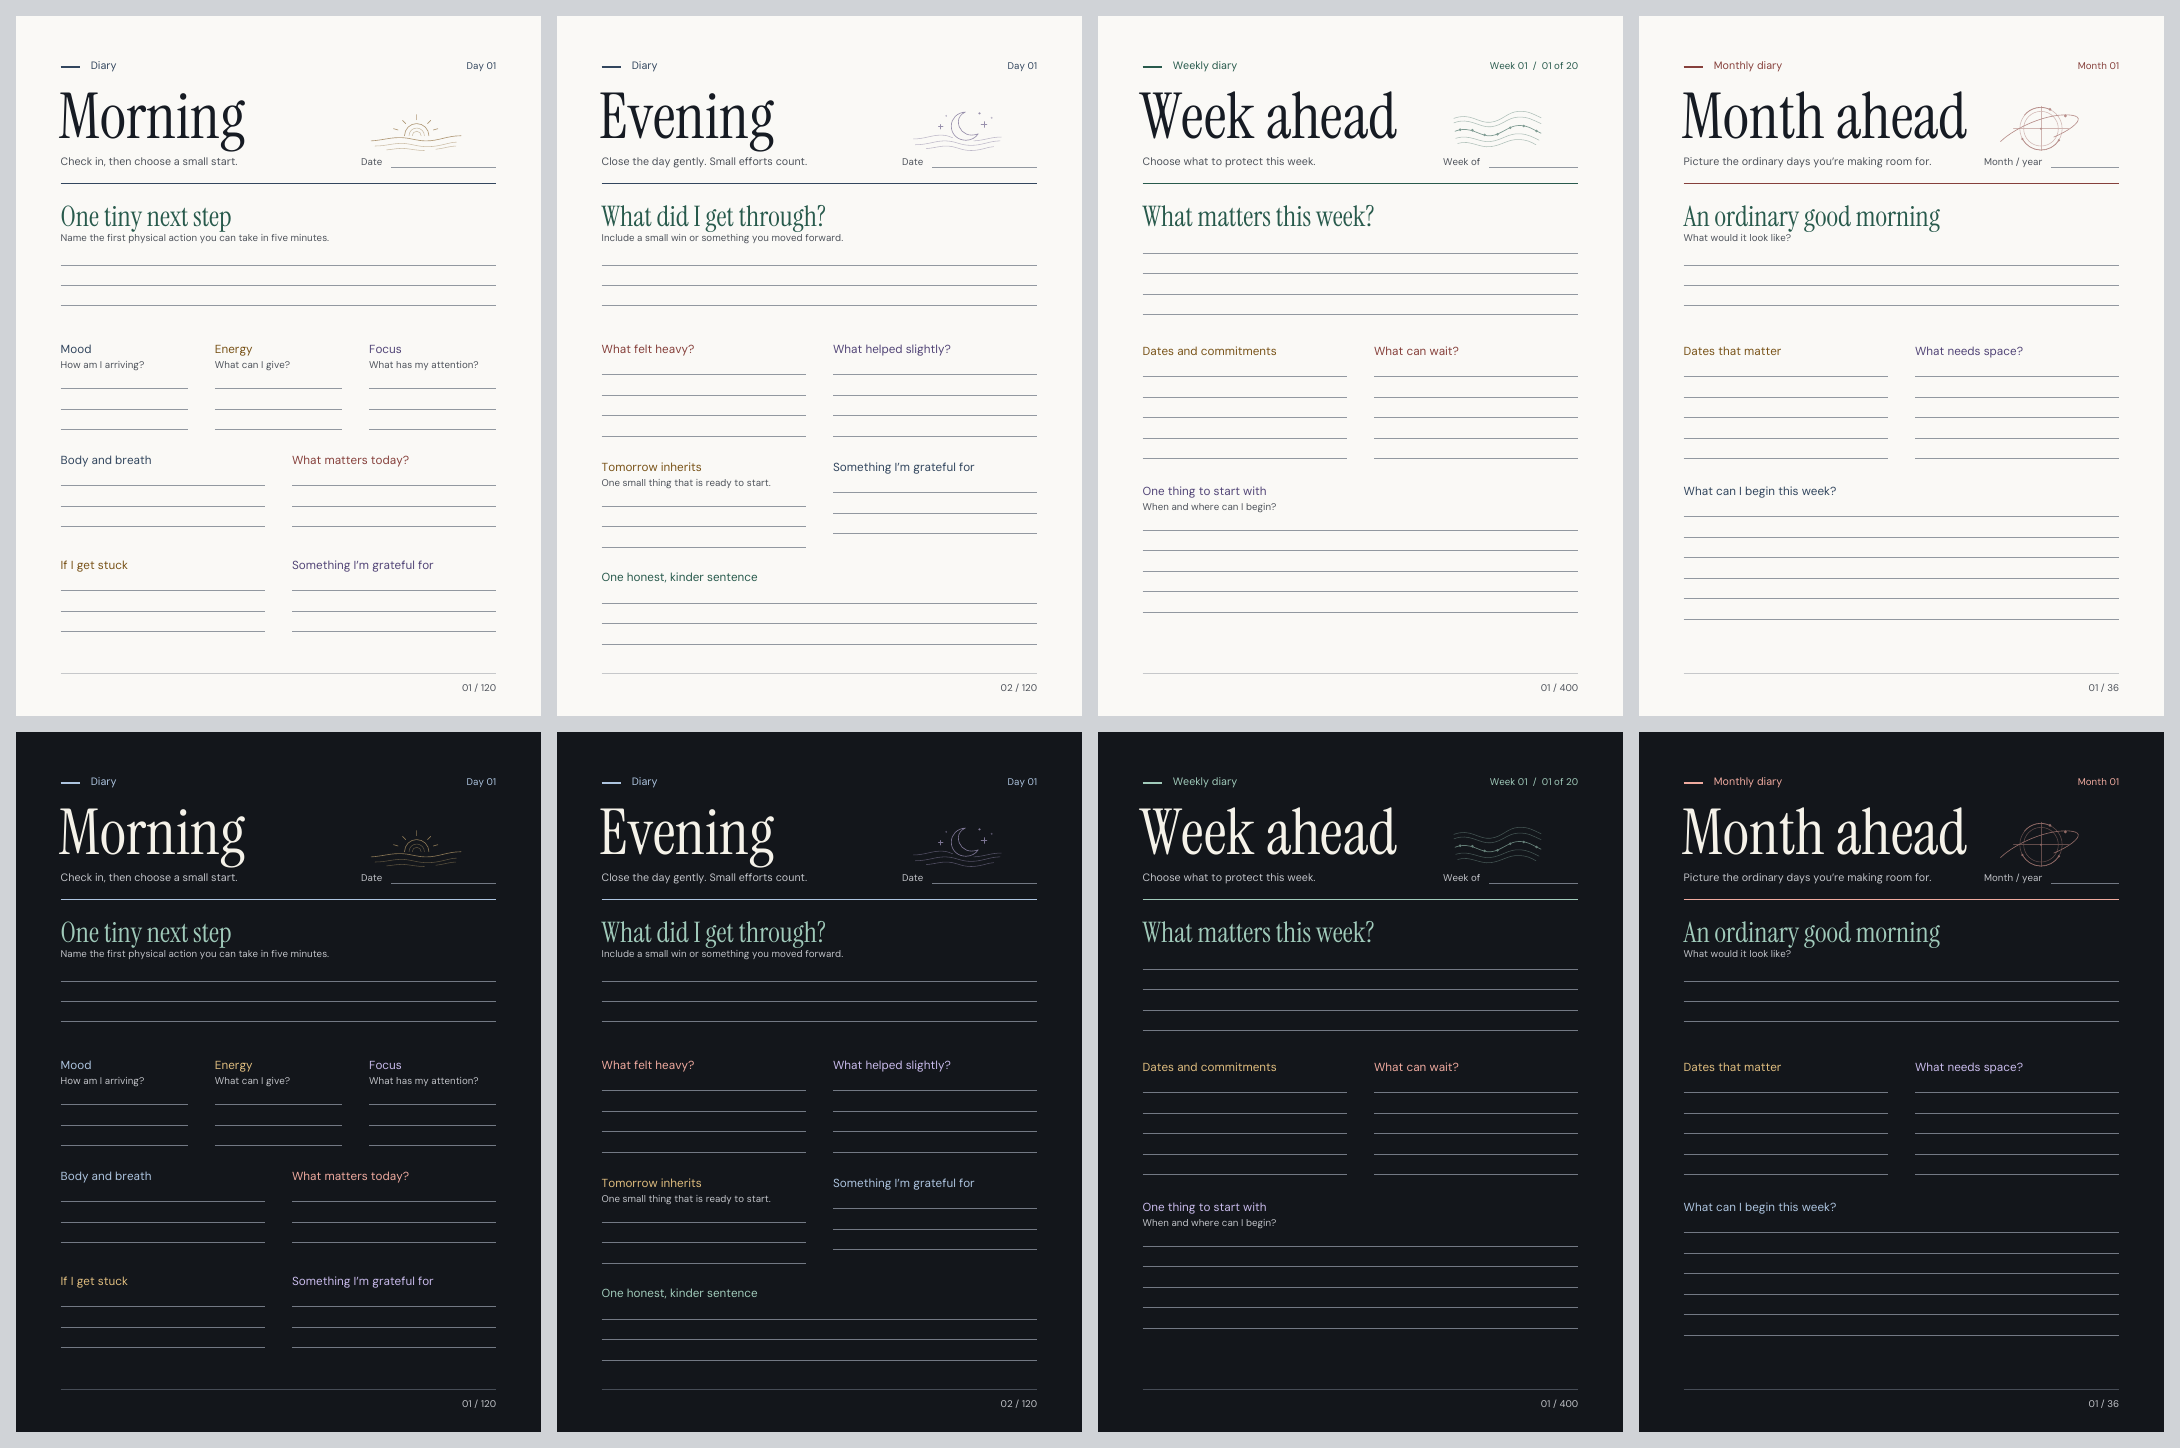 Diary
Day 01
Morning
Check in, then choose a small start.
Date
One tiny next step
Name the first physical action you can take in five minutes.
Mood
How am I arriving?
Energy
What can I give?
Focus
What has my attention?
Body and breath
What matters today?
If I get stuck
Something I'm grateful for
01 / 120
Diary
Day 01
Evening
Close the day gently. Small efforts count.
Date
What did I get through?
Include a small win or something you moved forward.
What felt heavy?
What helped slightly?
Tomorrow inherits
One small thing that is ready to start.
Something I'm grateful for
One honest, kinder sentence
02 / 120
Weekly diary
Week 01 / 01 of 20
Week ahead
Choose what to protect this week.
Week of
What matters this week?
Dates and commitments
What can wait?
One thing to start with
When and where can I begin?
01 / 400
Monthly diary
Month 01
Month ahead
Picture the ordinary days you're making room for.
Month / year
An ordinary good morning
What would it look like?
Dates that matter
What needs space?
What can I begin this week?
01 / 36
Diary
Day 01
Morning
Check in, then choose a small start.
Date
One tiny next step
Name the first physical action you can take in five minutes.
Mood
How am I arriving?
Energy
What can I give?
Focus
What has my attention?
Body and breath
What matters today?
If I get stuck
Something I'm grateful for
01 / 120
Diary
Day 01
Evening
Close the day gently. Small efforts count.
Date
What did I get through?
Include a small win or something you moved forward.
What felt heavy?
What helped slightly?
Tomorrow inherits
One small thing that is ready to start.
Something I'm grateful for
One honest, kinder sentence
02 / 120
Weekly diary
Week 01 / 01 of 20
Week ahead
Choose what to protect this week.
Week of
What matters this week?
Dates and commitments
What can wait?
One thing to start with
When and where can I begin?
01 / 400
Monthly diary
Month 01
Month ahead
Picture the ordinary days you're making room for.
Month / year
An ordinary good morning
What would it look like?
Dates that matter
What needs space?
What can I begin this week?
01 / 36